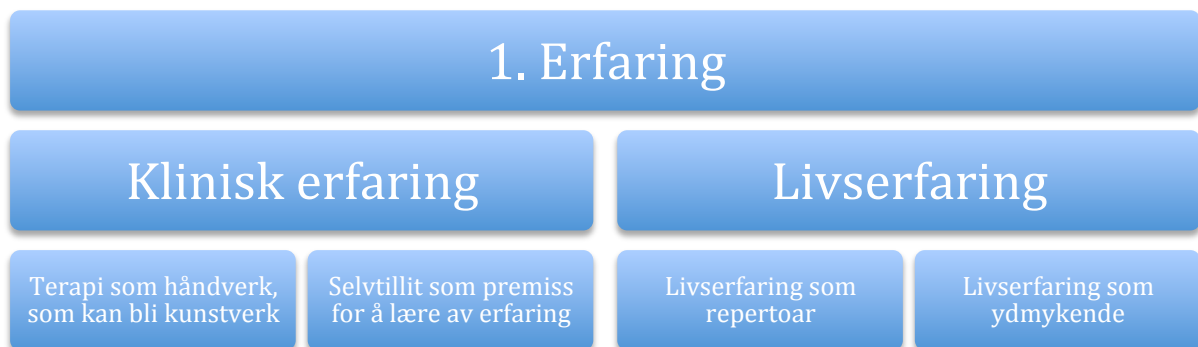 1. Erfaring
Klinisk erfaring
Livserfaring
Terapi som håndverk,
som kan bli kunstverk
Selvtillit som premiss
for å lære av erfaring
Livserfaring som
repertoar
Livserfaring som
ydmykende